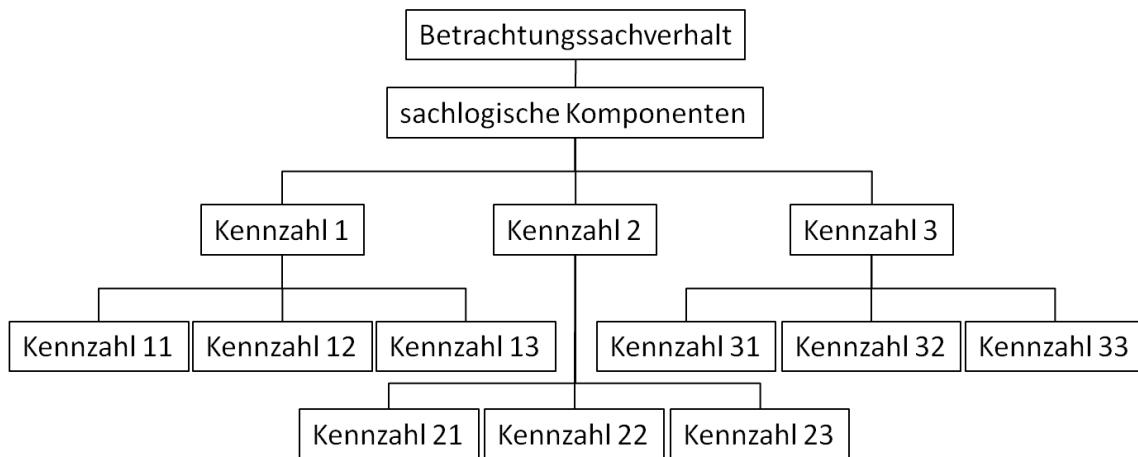 Betrachtungssachverhalt
sachlogische Komponenten
Kennzahl 1
Kennzahl 2
Kennzahl 3
Kennzahl 11
Kennzahl 12
Kennzahl 13
Kennzahl 31
Kennzahl 32
Kennzahl 33
Kennzahl 21
Kennzahl 22
Kennzahl 23